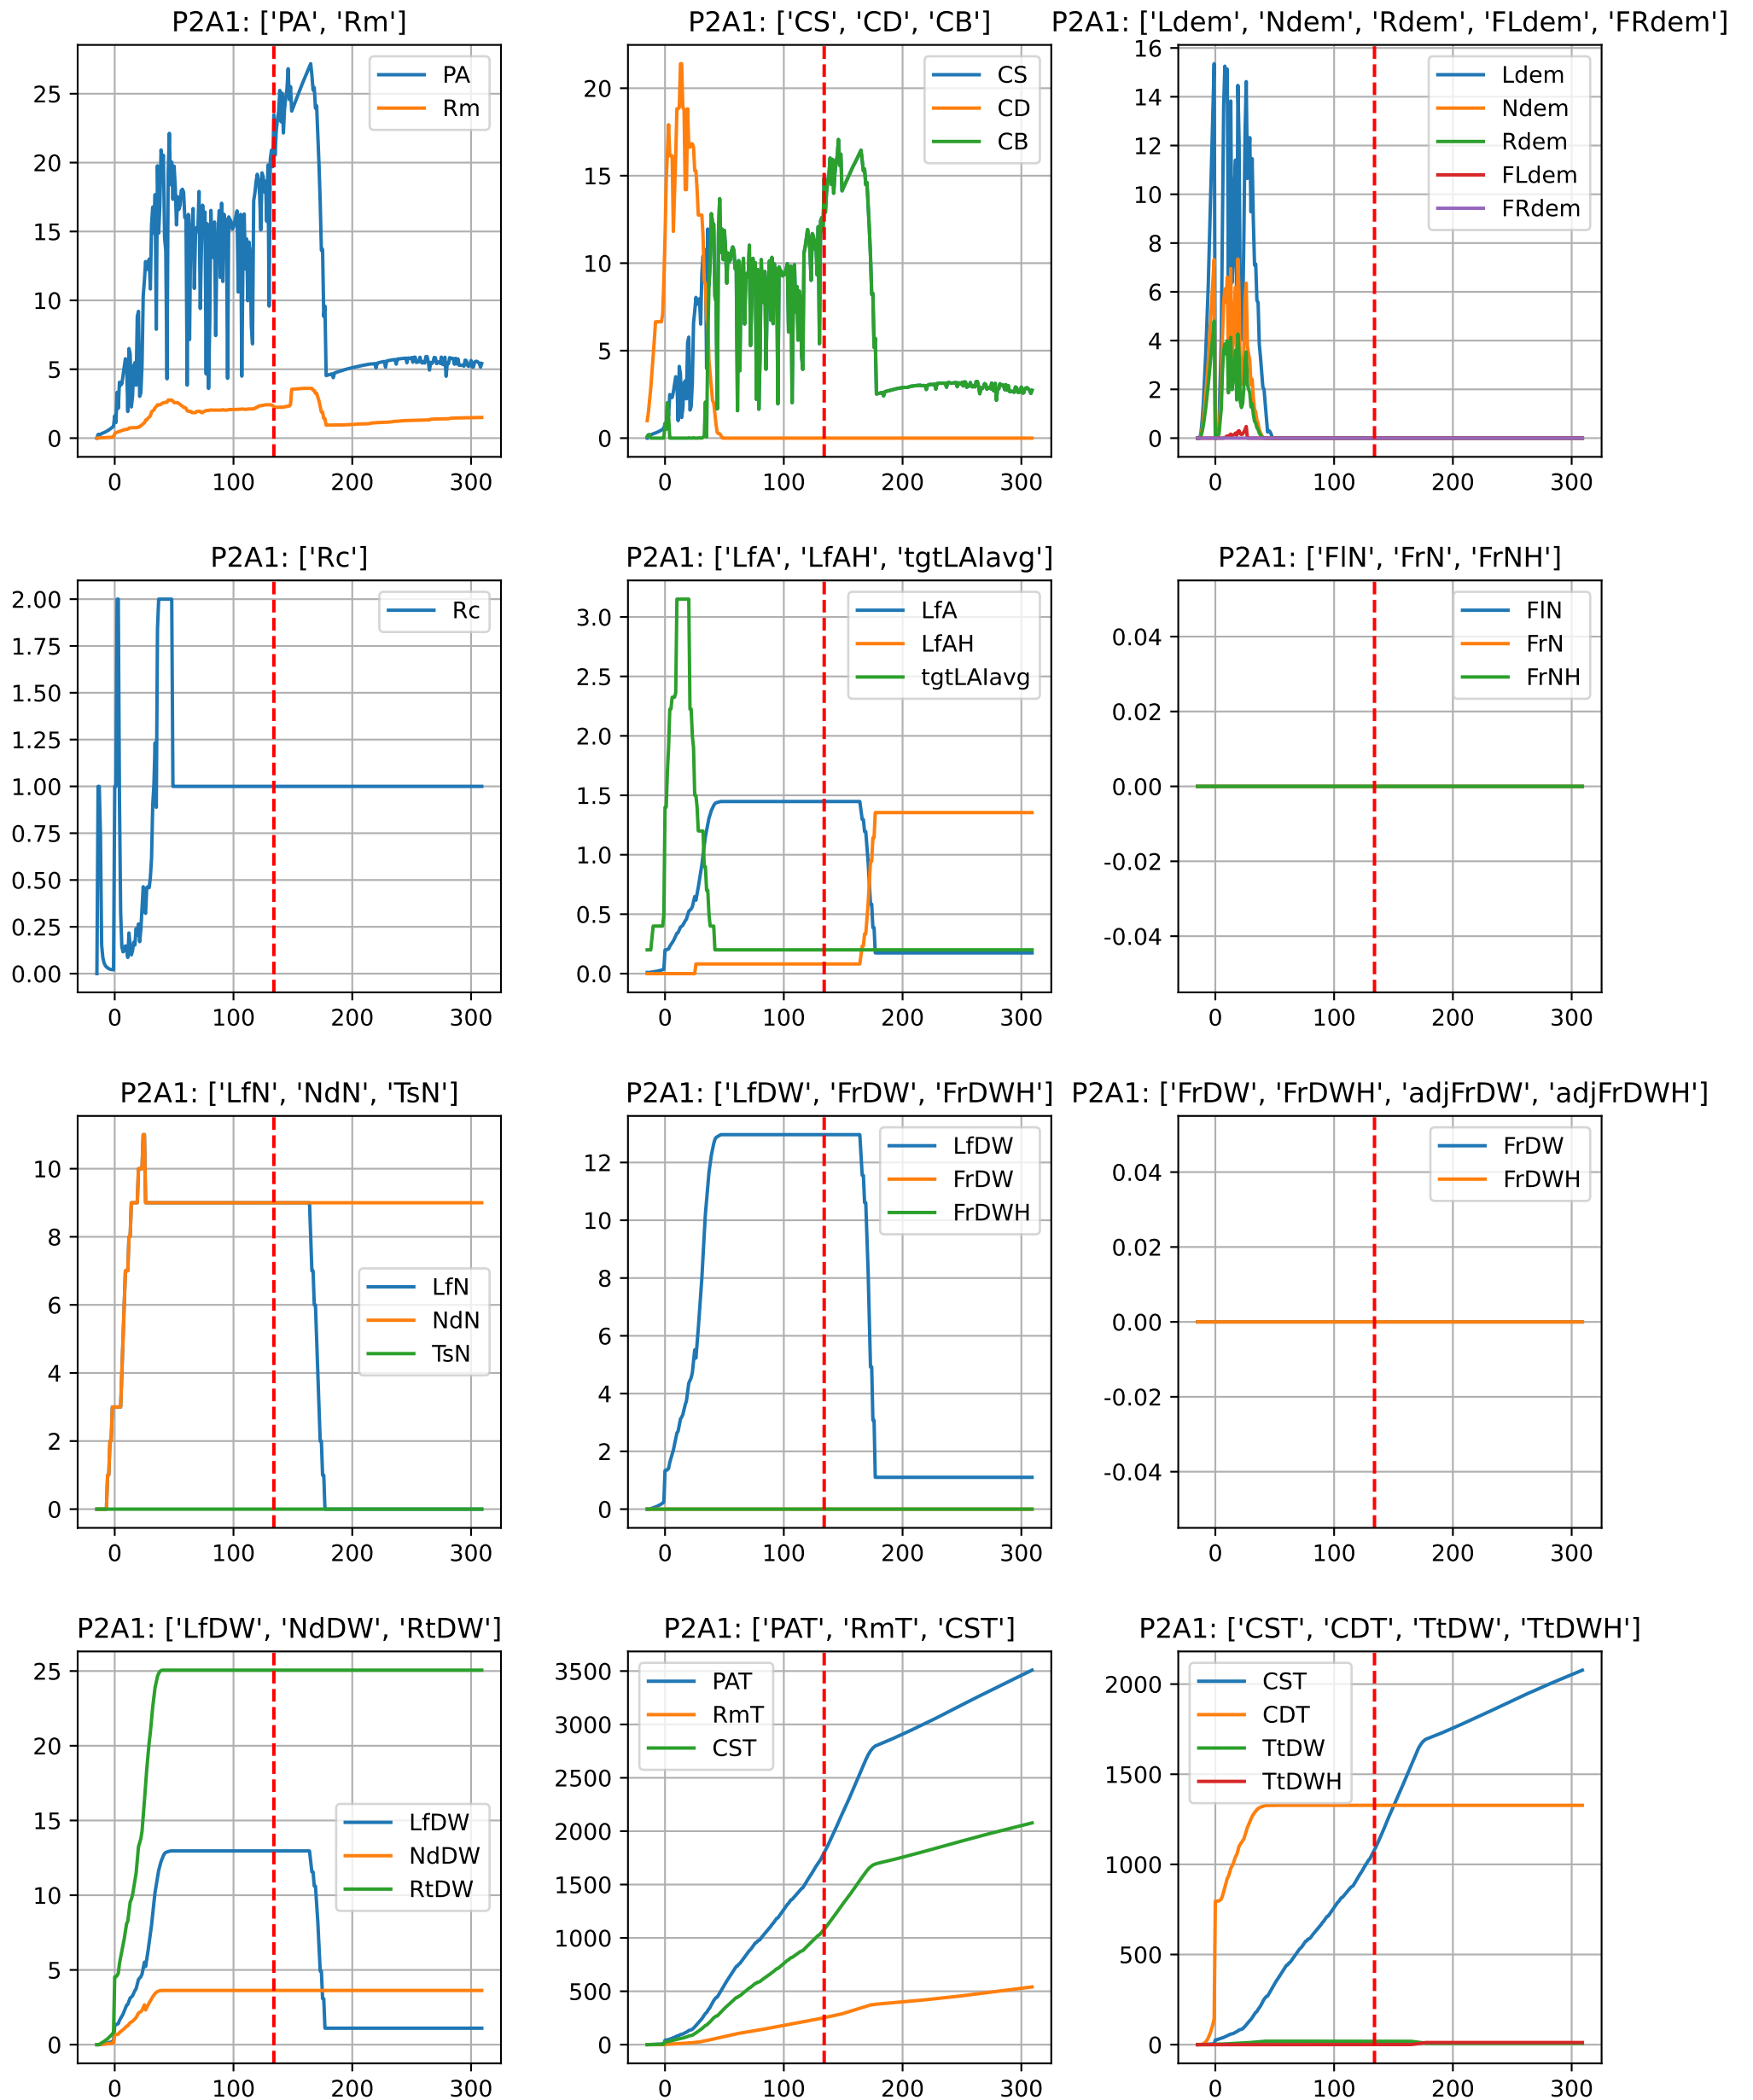 P2A1: ['PA', 'Rm']
25
20
15
10
5
0
0 100 200 300
PA
Rm
P2A1: ['CS', 'CD', 'CB']
20
15
10
5
0
0 100 200 300
CS
CD
CB
P2A1: ['Ldem', 'Ndem', 'Rdem', 'FLdem', 'FRdem']
16
14
12
10
8
6
4
2
0
0 100 200 300
Ldem
Ndem
Rdem
FLdem
FRdem
P2A1: ['Rc']
2.00
1.75
1.50
1.25
1.00
0.75
0.50
0.25
0.00
0 100 200 300
Rc
P2A1: ['LfA', 'LfAH', 'tgtLAIavg']
3.0
2.5
2.0
1.5
1.0
0.5
0.0
0 100 200 300
LfA
LfAH
tgtLAIavg
P2A1: ['FlN', 'FrN', 'FrNH']
0.04
0.02
0.00
-0.02
-0.04
0 100 200 300
FlN
FrN
FrNH
P2A1: ['LfN', 'NdN', 'TsN']
10
8
6
4
2
0
0 100 200 300
LfN
NdN
TsN
P2A1: ['LfDW', 'FrDW', 'FrDWH']
12
10
8
6
4
2
0
0 100 200 300
LfDW
FrDW
FrDWH
P2A1: ['FrDW', 'FrDWH', 'adjFrDW', 'adjFrDWH']
0.04
0.02
0.00
-0.02
-0.04
0 100 200 300
FrDW
FrDWH
P2A1: ['LfDW', 'NdDW', 'RtDW']
25
20
15
10
5
0
0 100 200 300
LfDW
NdDW
RtDW
P2A1: ['PAT', 'RmT', 'CST']
3500
3000
2500
2000
1500
1000
500
0
0 100 200 300
PAT
RmT
CST
P2A1: ['CST', 'CDT', 'TtDW', 'TtDWH']
2000
1500
1000
500
0
0 100 200 300
CST
CDT
TtDW
TtDWH